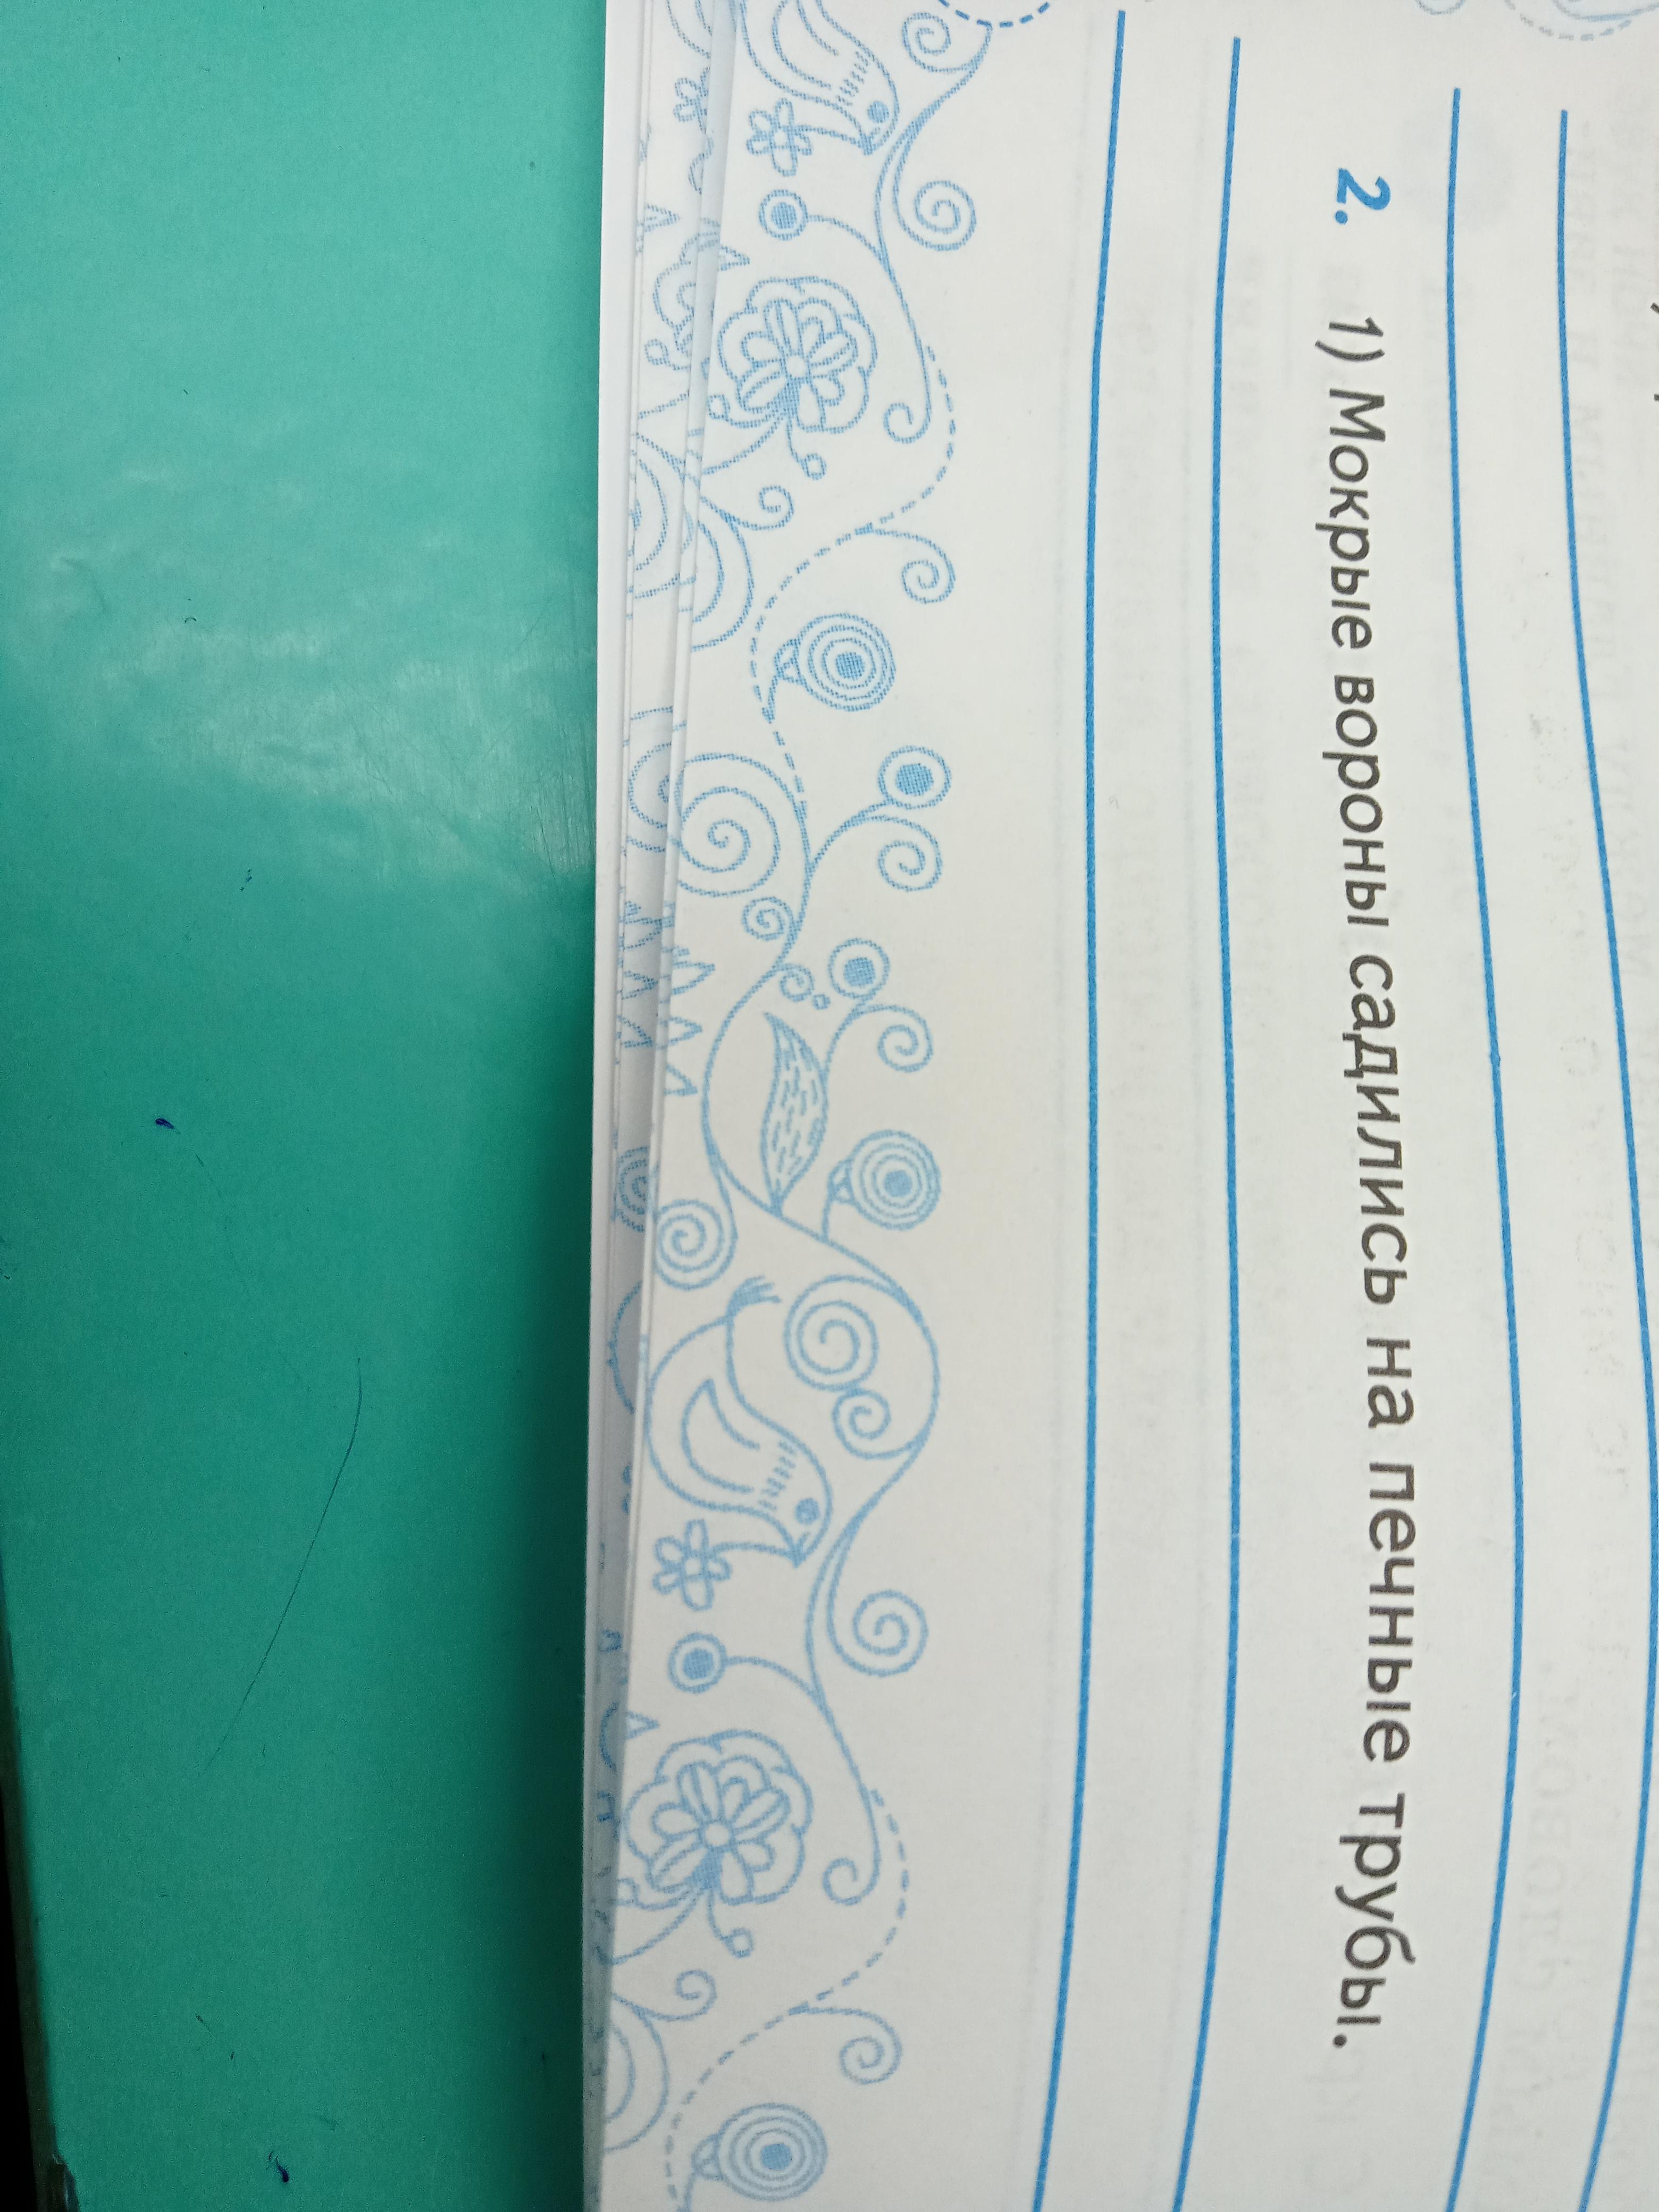 2. 1) Мокрые вороны садились на печные трубы.